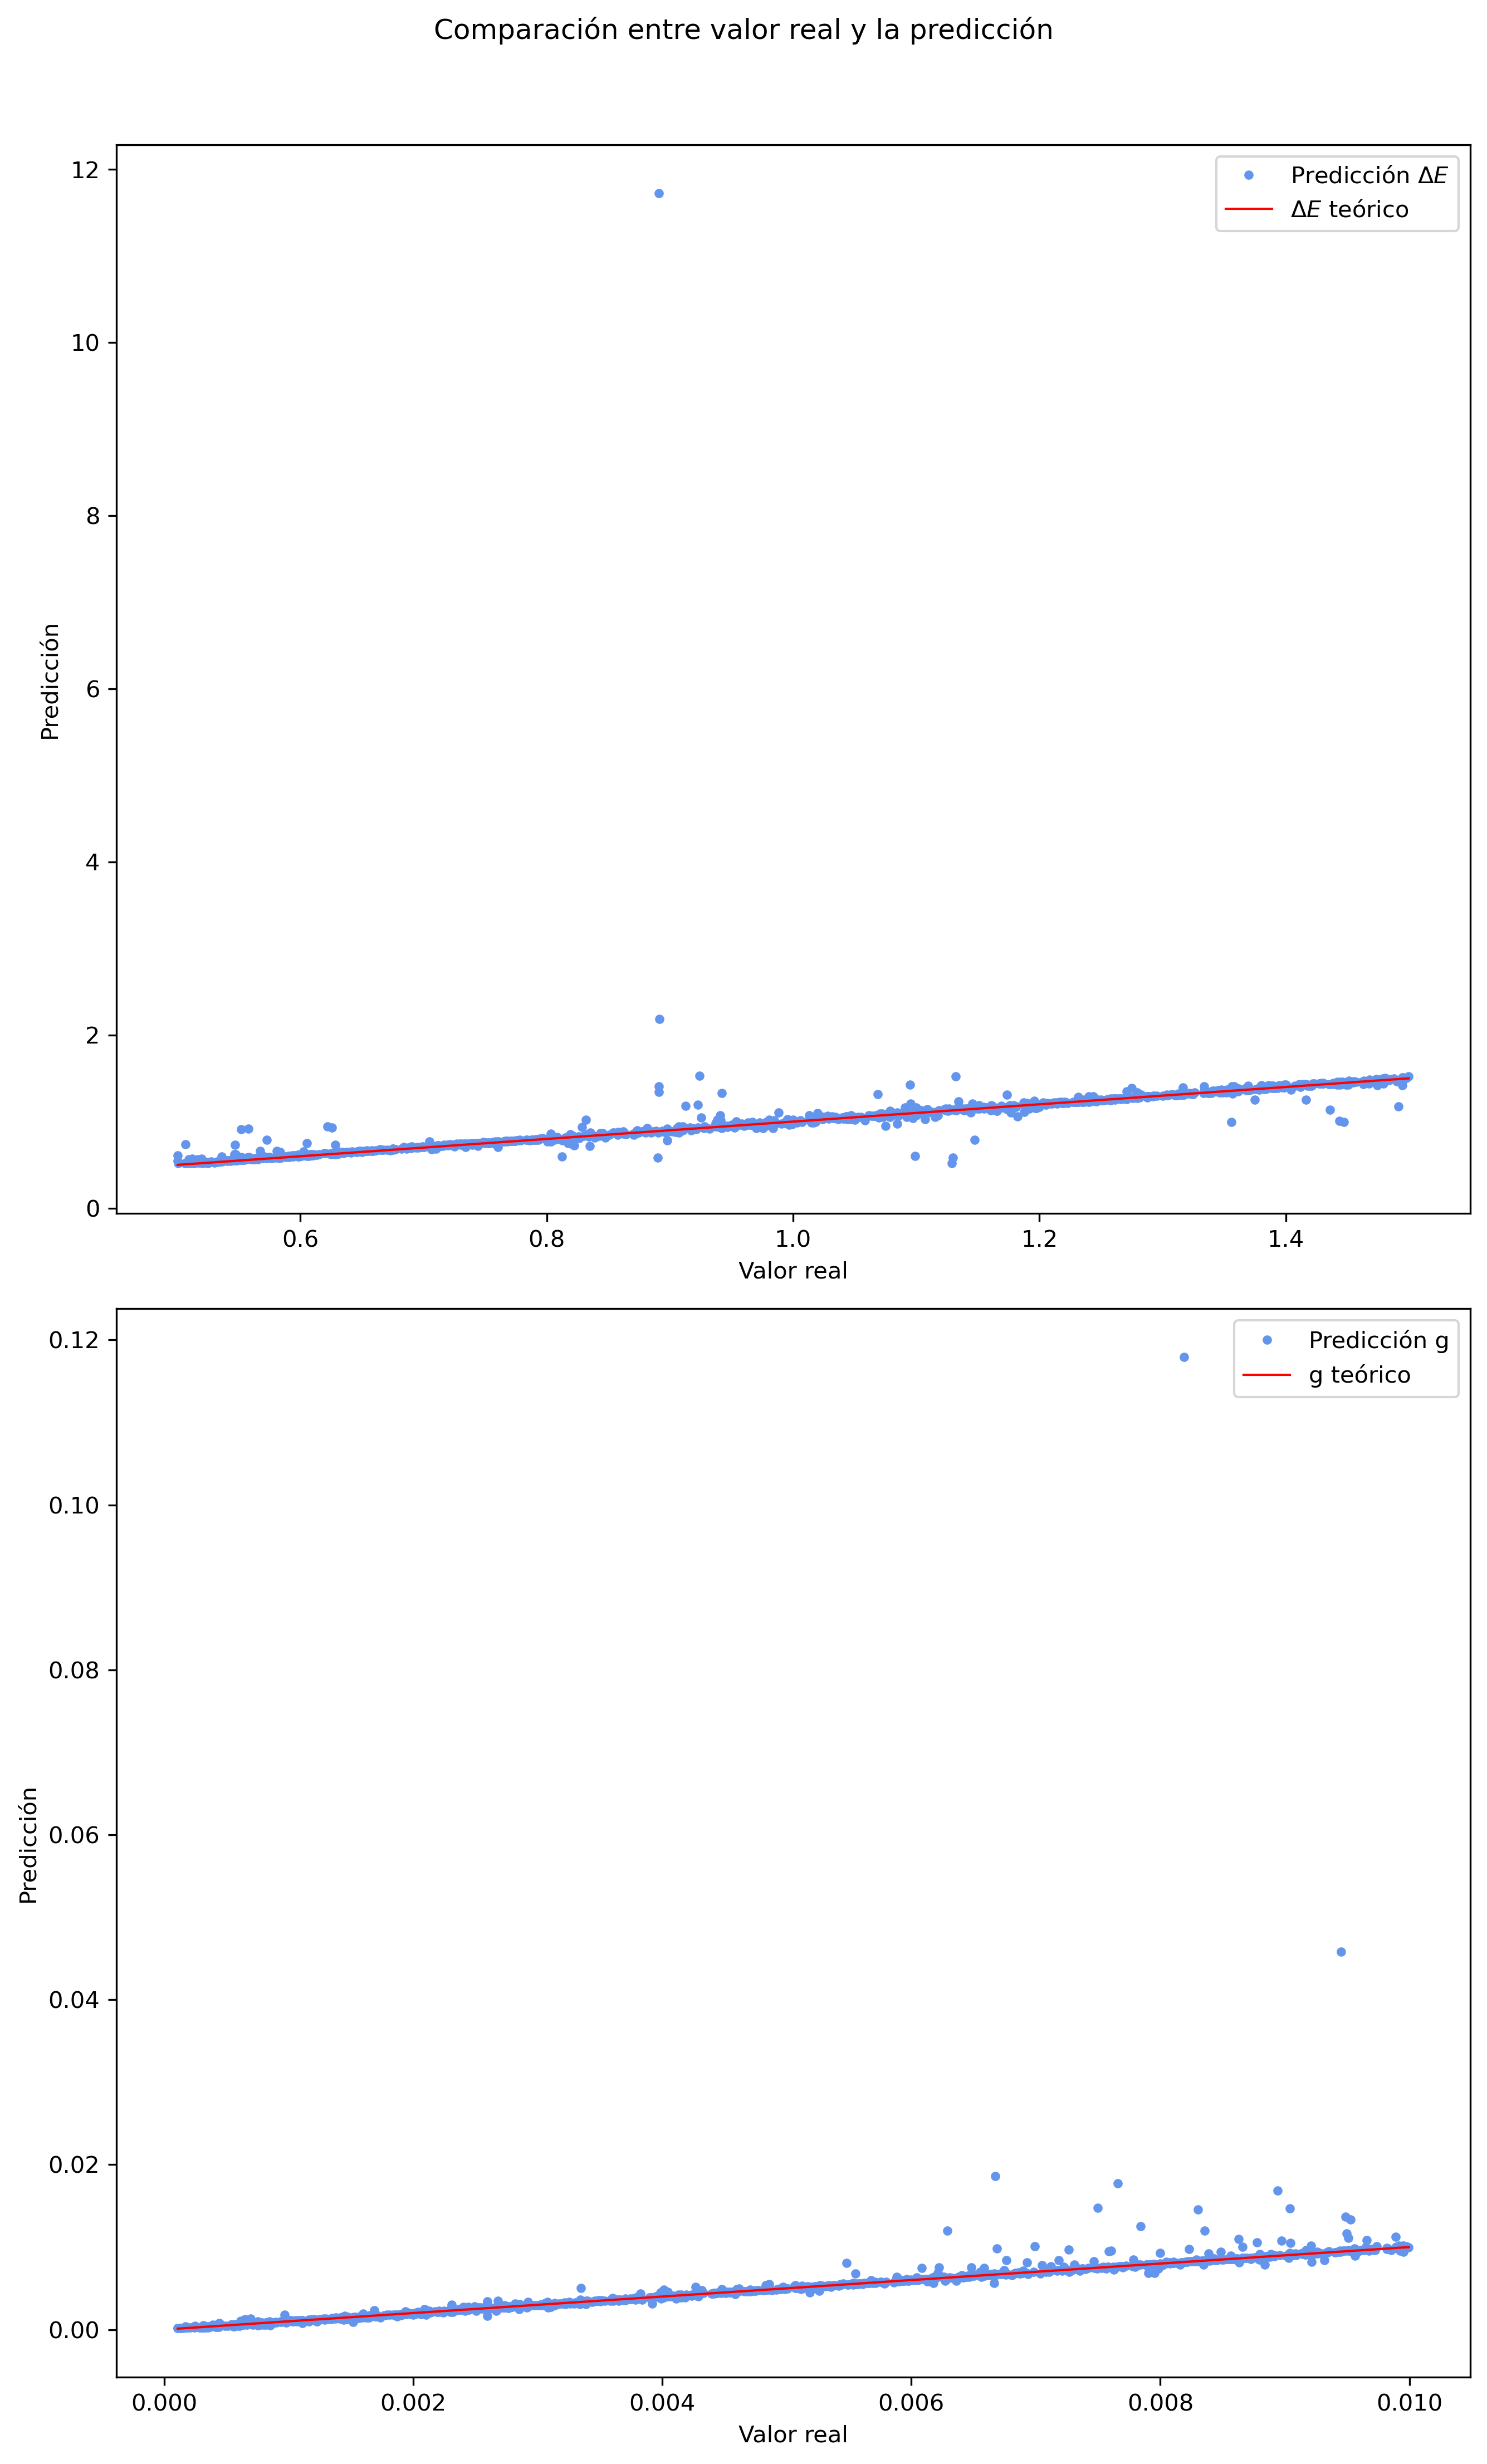 Comparación entre valor real y la predicción
12
10
8
6
4
2
0
Predicción
Predicción ΔE
ΔE teórico
0.6 0.8 1.0 1.2 1.4
Valor real
0.12
0.10
0.08
0.06
0.04
0.02
0.00
Predicción
Predicción g
g teórico
0.000 0.002 0.004 0.006 0.008 0.010
Valor real